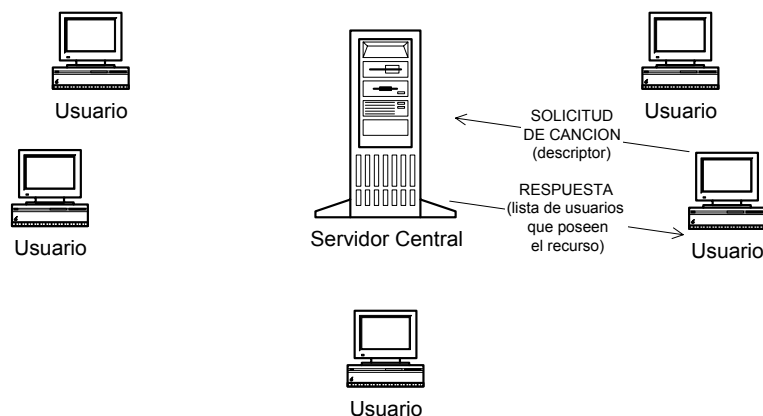 Usuario
Usuario
SOLICITUD
DE CANCION
(descriptor)
RESPUESTA
(lista de usuarios
que poseen
el recurso)
Usuario
Servidor Central
Usuario
Usuario